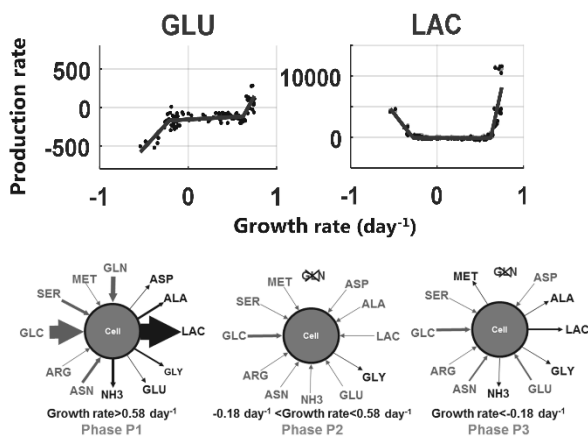 GLU LAC
Production rate
500
0
-500
10000
0
-1 0 1 -1 0 1
Growth rate (day-1)
GLN
MET
ASP
SER
ALA
GLC
Cell
LAC
ARG
GLY
ASN
NH3
GLU
Growth rate>0.58 day-1
Phase P1
GLN
MET
ASP
SER
ALA
GLC
Cell
LAC
ARG
GLY
ASN
NH3
GLU
-0.18 day-1 <Growth rate<0.58 day-1
Phase P2
GLN
MET
ASP
SER
ALA
GLC
Cell
LAC
ARG
GLY
ASN
NH3
GLU
Growth rate<-0.18 day-1
Phase P3